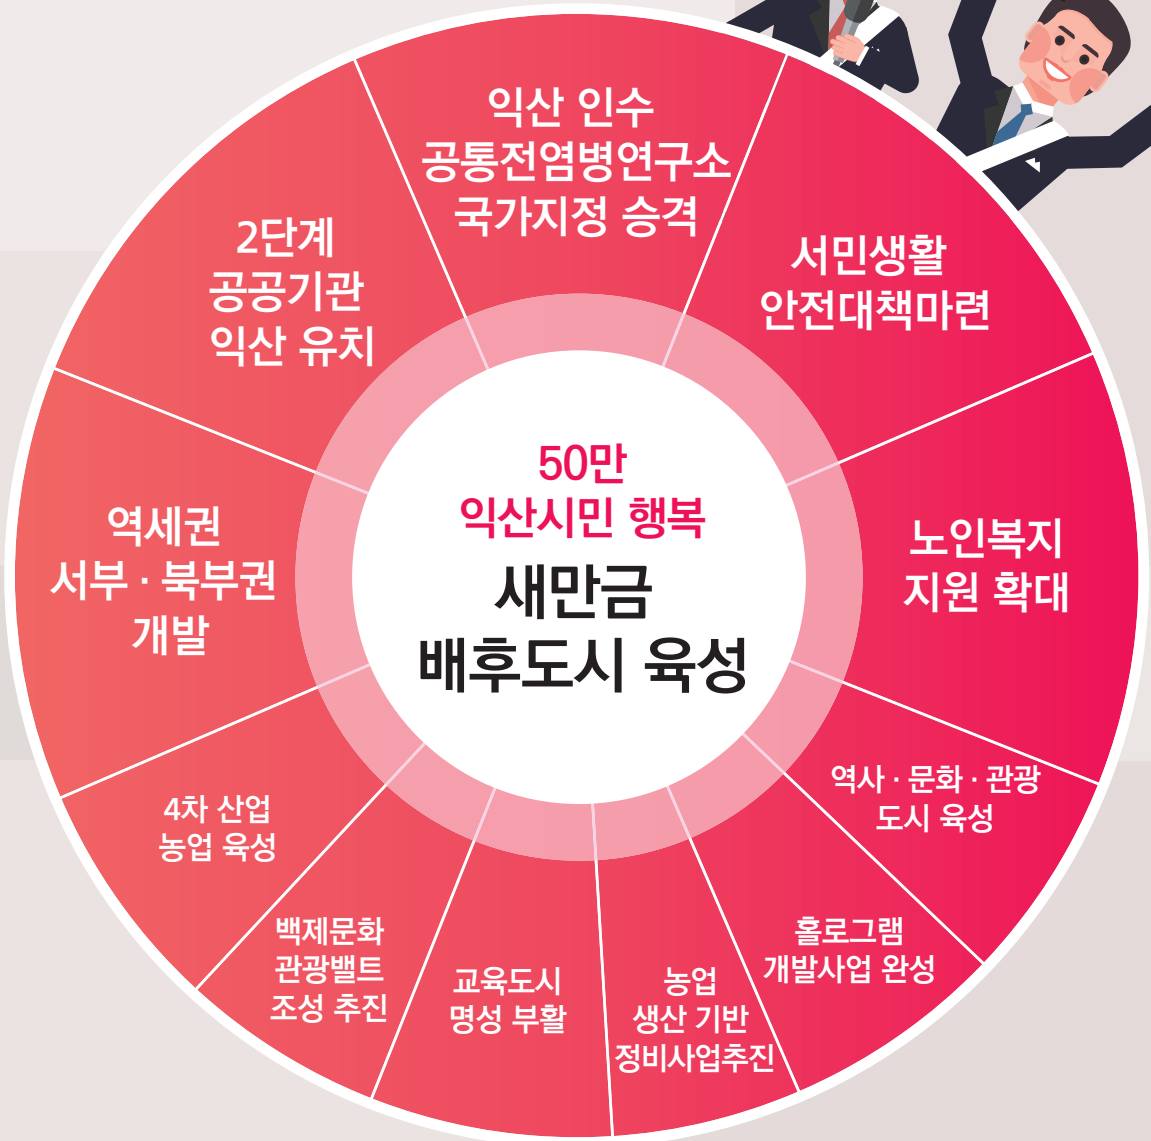 익산 인수
공통전염병연구소
국가지정 승격
서민생활
안전대책마련
노인복지
지원 확대
역사 · 문화 · 관광
도시 육성
홀로그램
개발사업 완성
농업
생산 기반
정비사업추진
교육도시
명성 부활
백제문화
관광밸트
조성 추진
4차 산업
농업 육성
역세권
서부 · 북부권
개발
2단계
공공기관
익산 유치
50만
익산시민 행복
새만금
배후도시 육성